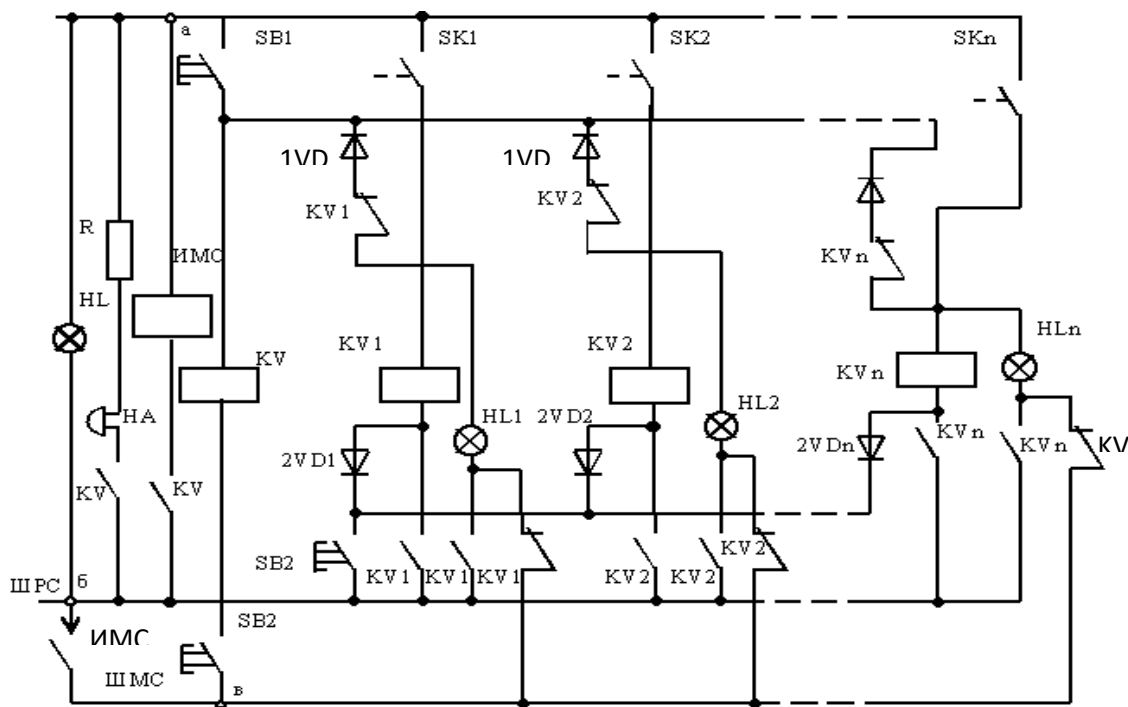 а
SB1
SK1
SK2
SKn
1VD
1VD
KV1
KV2
KVn
R
ИМС
HL
KV
KV1
KV2
KVn
HLn
HA
HL1
2VD2
HL2
2VD1
2VDn
KVn
KVn
KV
KV
KV
SB2
KV1
KV1
KV1
KV2
KV2
KV2
ШРС
б
ИМС
SB2
ШМС
в